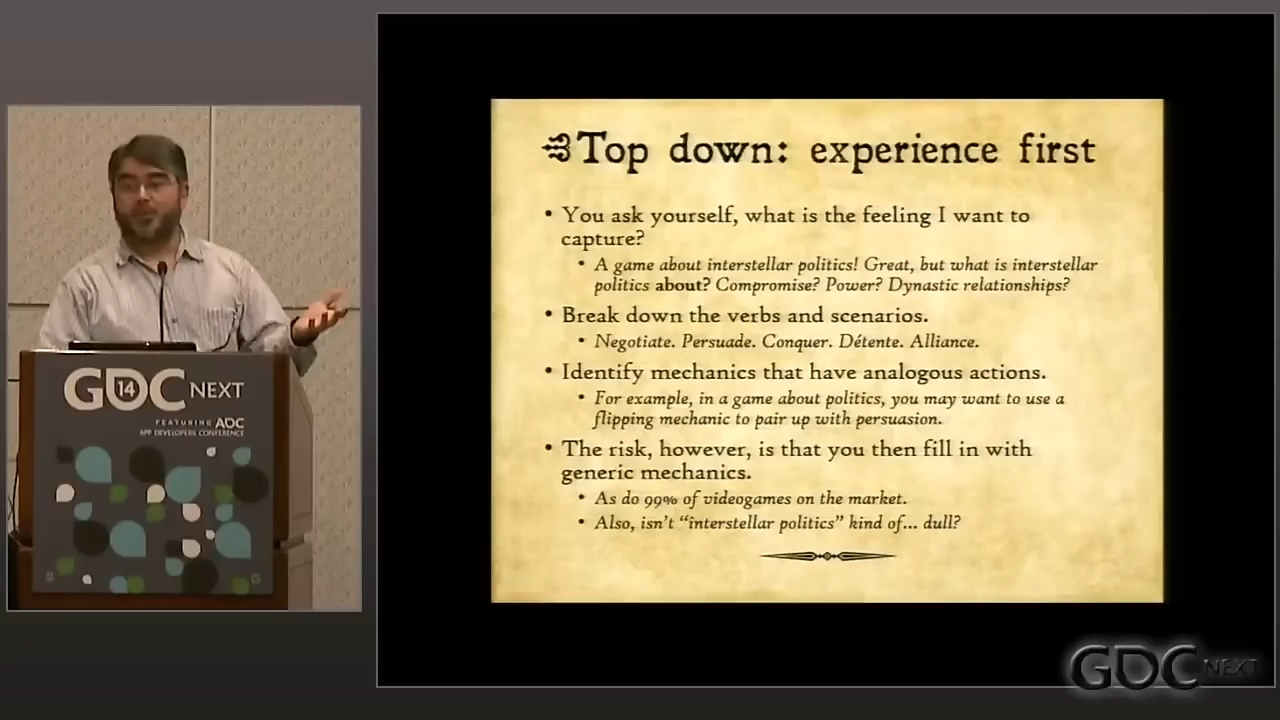 GDC 14 NEXT
FEATURING ADC
APP DEVELOPERS CONFERENCE
Top down: experience first
• You ask yourself, what is the feeling I want to
capture?
• A game about interstellar politics! Great, but what is interstellar
politics about? Compromise? Power? Dynastic relationships?
• Break down the verbs and scenarios.
• Negotiate. Persuade. Conquer. Détente. Alliance.
• Identify mechanics that have analogous actions.
• For example, in a game about politics, you may want to use a
flipping mechanic to pair up with persuasion.
• The risk, however, is that you then fill in with
generic mechanics.
• As do 99% of videogames on the market.
• Also, isn't "interstellar politics" kind of... dull?
GDC NEXT